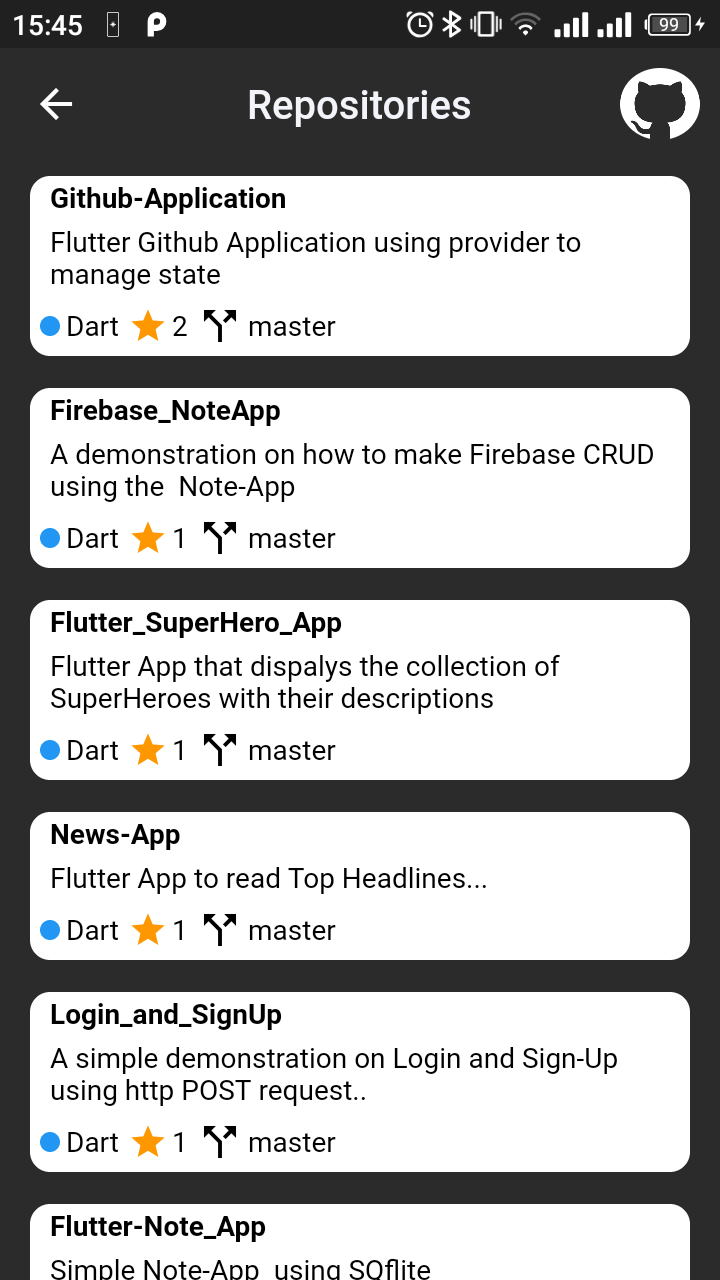 15:45
99
Repositories
Github-Application
Flutter Github Application using provider to
manage state
Dart 2 master
Firebase_NoteApp
A demonstration on how to make Firebase CRUD
using the  Note-App
Dart 1 master
Flutter_SuperHero_App
Flutter App that dispalys the collection of
SuperHeroes with their descriptions
Dart 1 master
News-App
Flutter App to read Top Headlines...
Dart 1 master
Login_and_SignUp
A simple demonstration on Login and Sign-Up
using http POST request..
Dart 1 master
Flutter-Note_App
Simple Note-App  using SQflite